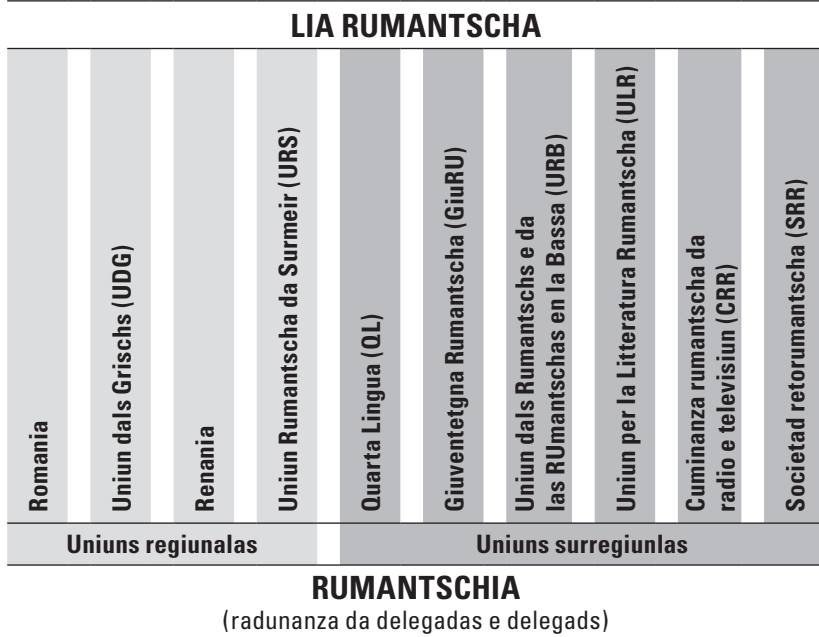 LIA RUMANTSCHA
Romania
Uniun dals Grischs (UDG)
Renania
Uniun Rumantscha da Surmeir (URS)
Quarta Lingua (QL)
Giuventetgna Rumantscha (GiuRU)
Uniun dals Rumantschs e da
las RUmantschas en la Bassa (URB)
Uniun per la Litteratura Rumantscha (ULR)
Cuminanza rumantscha da
radio e televisiun (CRR)
Societad retorumantscha (SRR)
Uniuns regiunalas
Uniuns surregiunlas
RUMANTSCHIA
(radunanza da delegadas e delegads)